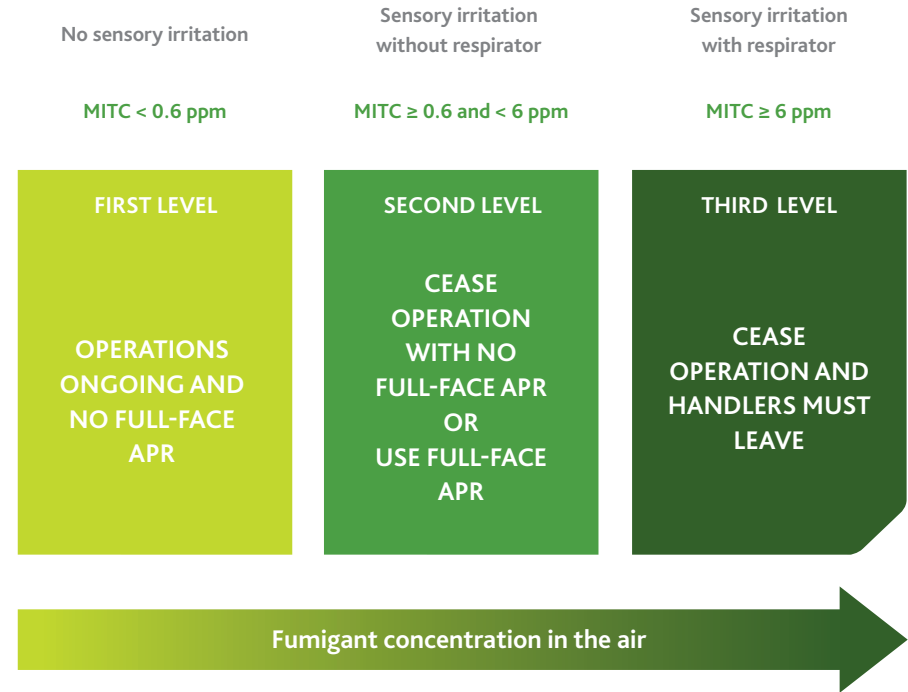 No sensory irritation
Sensory irritation
without respirator
Sensory irritation
with respirator
MITC < 0.6 ppm
MITC ≥ 0.6 and < 6 ppm
MITC ≥ 6 ppm
FIRST LEVEL
OPERATIONS
ONGOING AND
NO FULL-FACE
APR
SECOND LEVEL
CEASE
OPERATION
WITH NO
FULL-FACE APR
OR
USE FULL-FACE
APR
THIRD LEVEL
CEASE
OPERATION AND
HANDLERS MUST
LEAVE
Fumigant concentration in the air